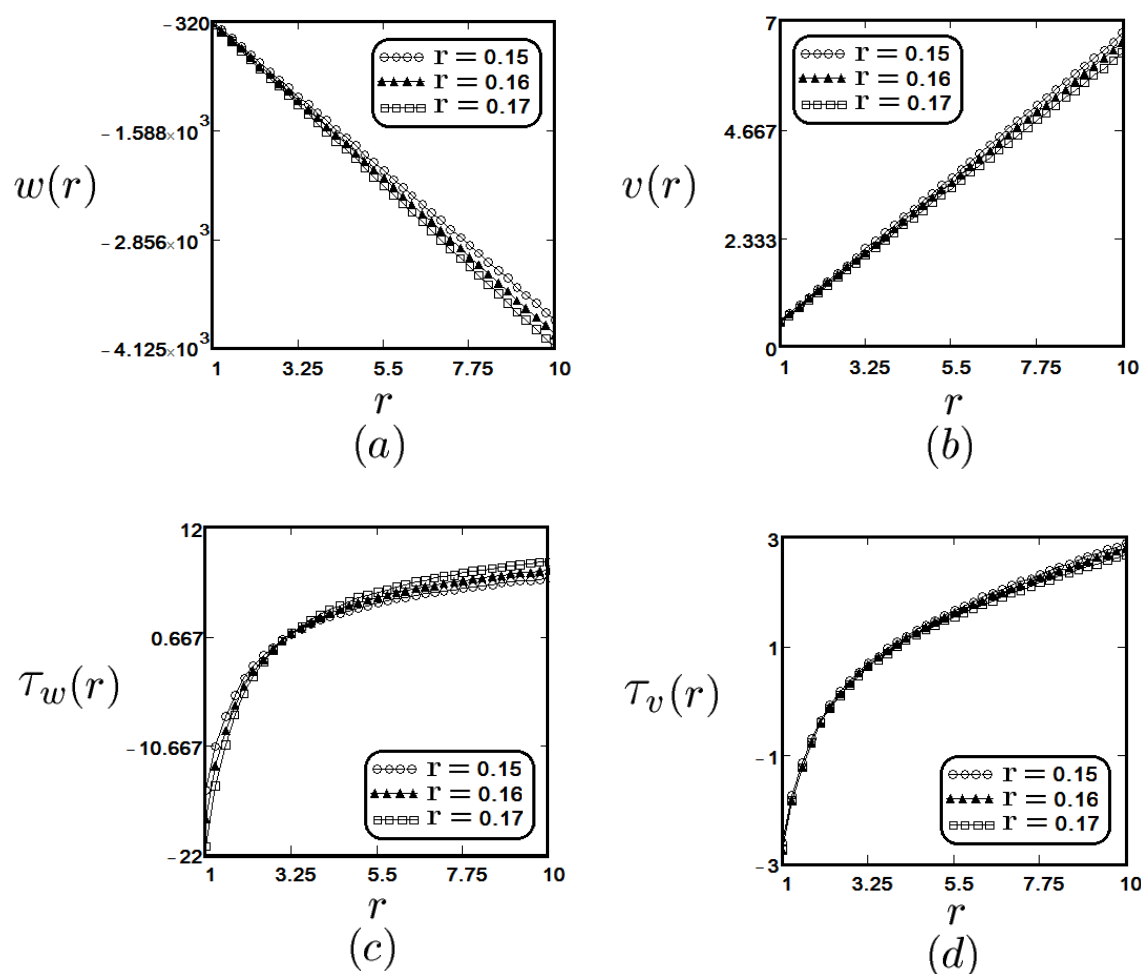 -320
-1.588×10³
-2.856×10³
-4.125×10³
w(r)
r = 0.15
r = 0.16
r = 0.17
1 3.25 5.5 7.75 10
r
(a)
7
4.667
2.333
0
v(r)
r = 0.15
r = 0.16
r = 0.17
1 3.25 5.5 7.75 10
r
(b)
12
0.667
-10.667
-22
τw(r)
r = 0.15
r = 0.16
r = 0.17
1 3.25 5.5 7.75 10
r
(c)
3
1
-1
-3
τv(r)
r = 0.15
r = 0.16
r = 0.17
1 3.25 5.5 7.75 10
r
(d)